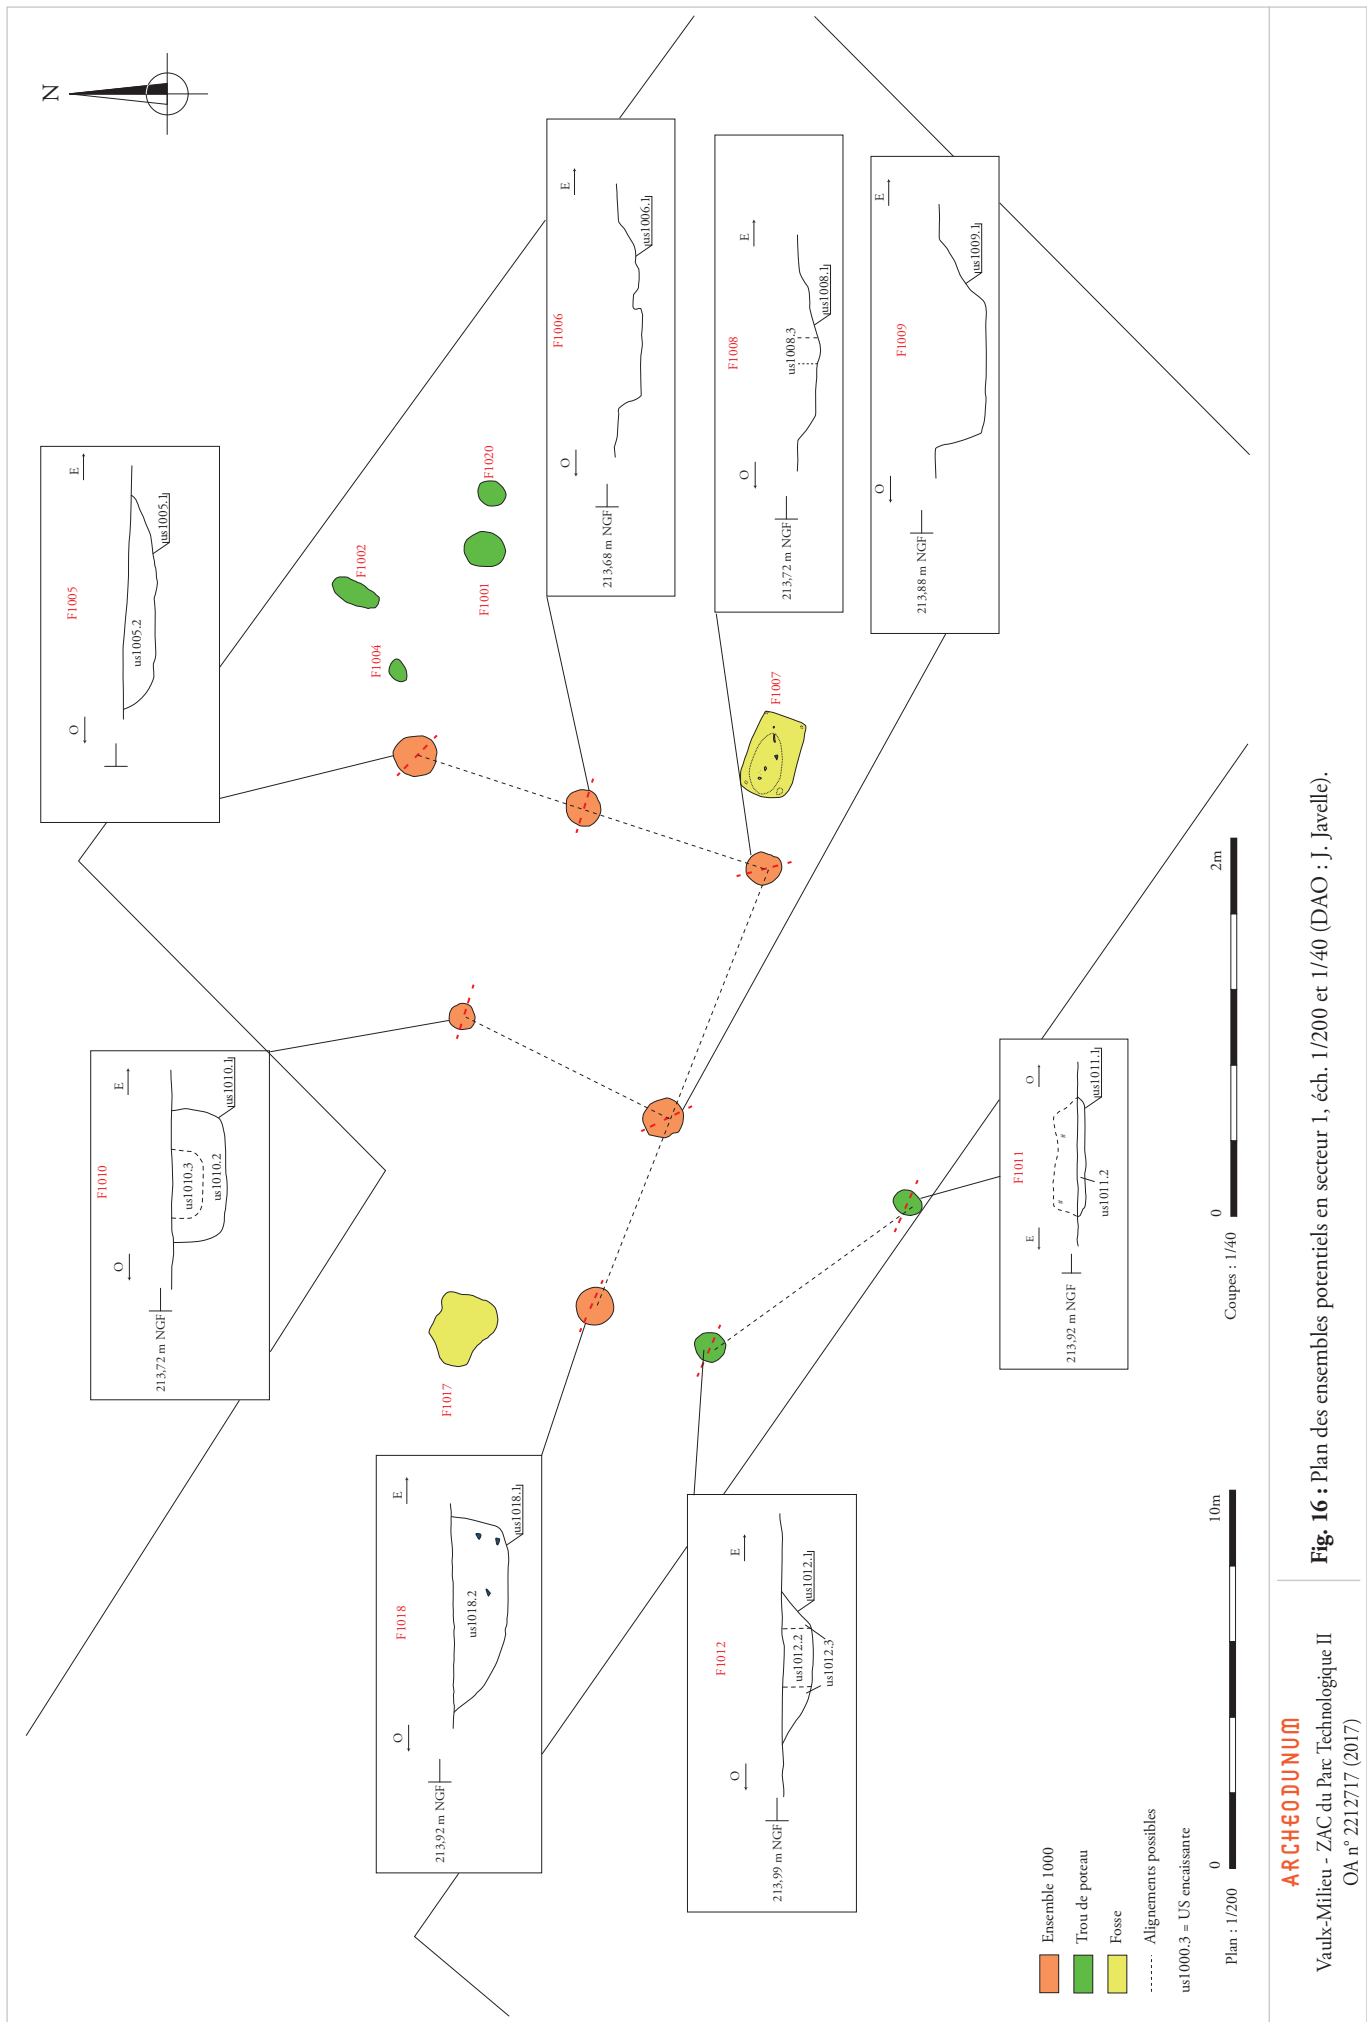 N
F1005
O
E
us1005.2
us1005.1
F1010
O
E
213,72 m NGF
us1010.3
us1010.2
us1010.1
F1018
O
E
213,92 m NGF
us1018.2
us1018.1
F1012
O
E
213,99 m NGF
us1012.2
us1012.3
us1012.1
F1011
E
O
213,92 m NGF
us1011.2
us1011.1
F1006
O
E
213,68 m NGF
us1006.1
F1008
O
E
213,72 m NGF
us1008.3
us1008.1
F1009
O
E
213,88 m NGF
us1009.1
F1017
F1004
F1002
F1001
F1020
F1007
Ensemble 1000
Trou de poteau
Fosse
Alignements possibles
us1000.3 = US encaissante
Plan : 1/200
0
10m
Coupes : 1/40
0
2m
ARCHEODUNUM
Vaulx-Milieu - ZAC du Parc Technologique II
OA n° 2212717 (2017)
Fig. 16 : Plan des ensembles potentiels en secteur 1, éch. 1/200 et 1/40 (DAO : J. Javelle).